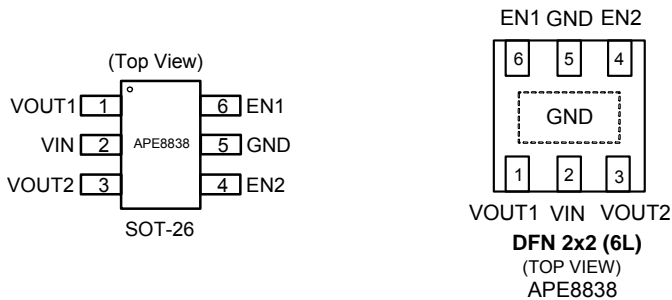 (Top View)
VOUT1 1 6 EN1
VIN 2 APE8838 5 GND
VOUT2 3 4 EN2
SOT-26
EN1 GND EN2
6 5 4
GND
1 2 3
VOUT1 VIN VOUT2
DFN 2x2 (6L)
(TOP VIEW)
APE8838